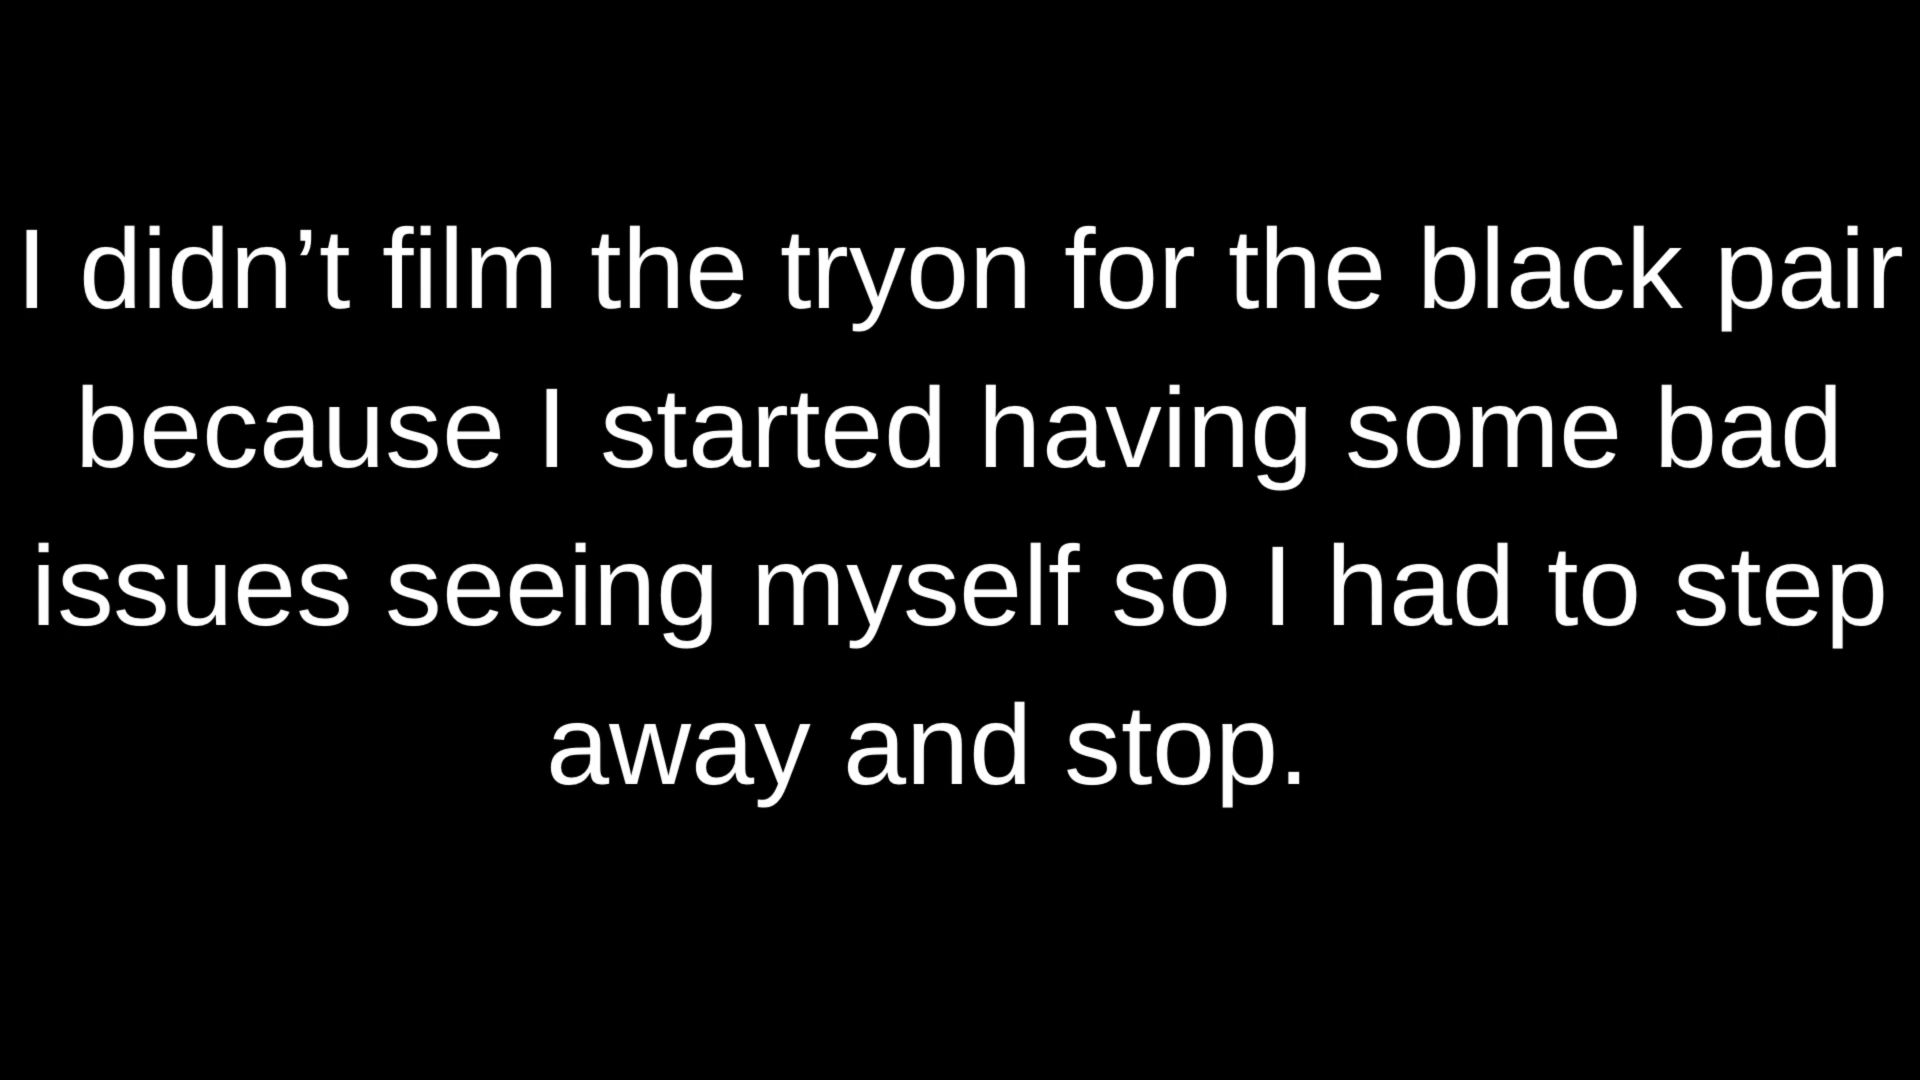 I didn’t film the tryon for the black pair
because I started having some bad
issues seeing myself so I had to step
away and stop.